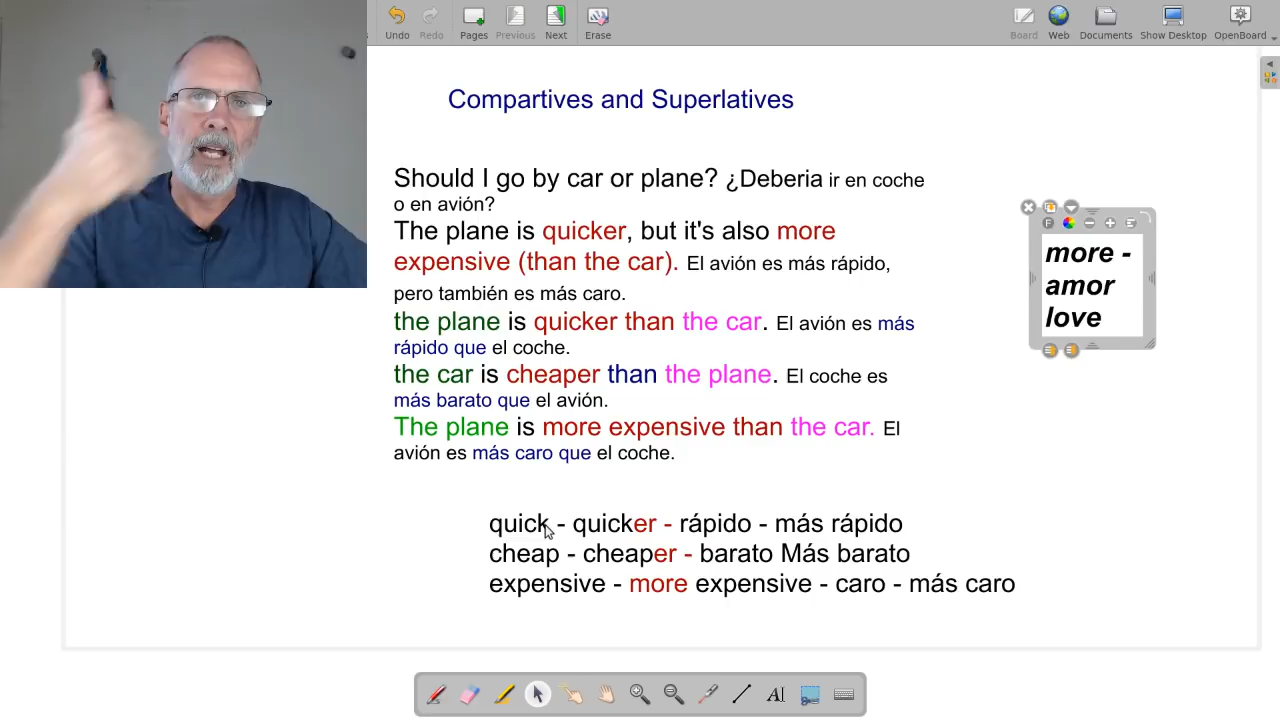 Undo
Redo
Pages
Previous
Next
Erase
Board
Web
Documents
Show Desktop
OpenBoard
Compartives and Superlatives
Should I go by car or plane? ¿Deberia ir en coche
o en avión?
The plane is quicker, but it's also more
expensive (than the car). El avión es más rápido,
pero también es más caro.
the plane is quicker than the car. El avión es más
rápido que el coche.
the car is cheaper than the plane. El coche es
más barato que el avión.
The plane is more expensive than the car. El
avión es más caro que el coche.
more -
amor
love
quick - quicker - rápido - más rápido
cheap - cheaper - barato Más barato
expensive - more expensive - caro - más caro